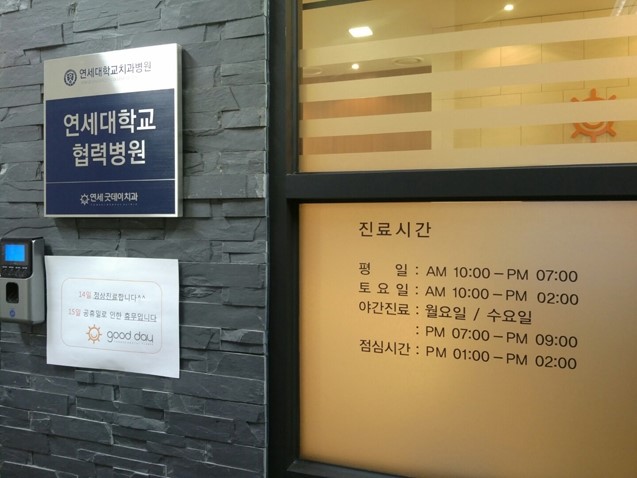 연세대학교치과병원
연세대학교
협력병원
연세 굿데이치과
14일 정상진료합니다^^
15일 공휴일로 인한 휴무입니다
good day
진료시간
평 일 : AM 10:00 – PM 07:00
토 요 일 : AM 10:00 – PM 02:00
야간진료 : 월요일 / 수요일
: PM 07:00 – PM 09:00
점심시간 : PM 01:00 – PM 02:00